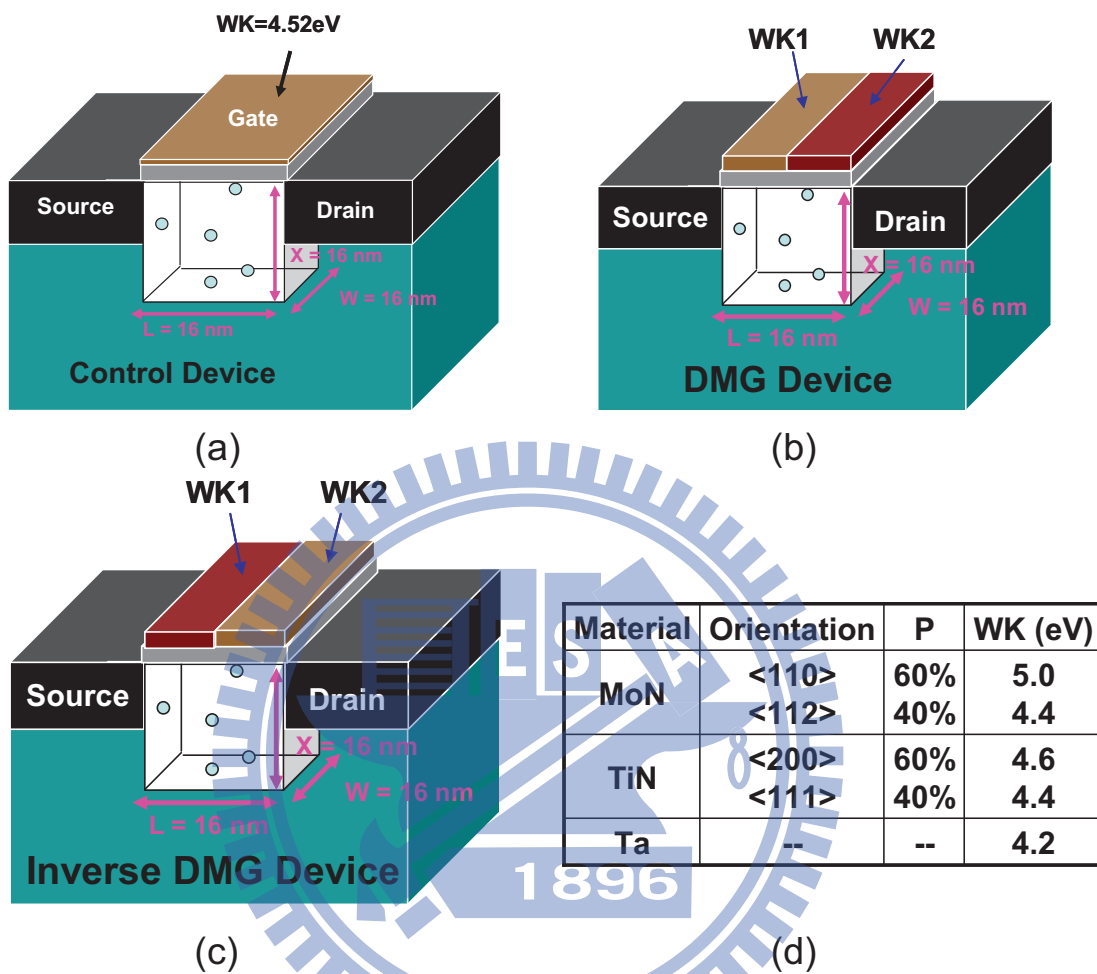 WK=4.52eV
Gate
Source
Drain
X = 16 nm
W = 16 nm
L = 16 nm
Control Device
(a)
WK1
WK2
Source
Drain
X = 16 nm
W = 16 nm
L = 16 nm
DMG Device
(b)
WK1
WK2
Source
Drain
X = 16 nm
W = 16 nm
L = 16 nm
Inverse DMG Device
(c)
Material Orientation P WK (eV)
MoN <110> 60% 5.0
<112> 40% 4.4
TiN <200> 60% 4.6
<111> 40% 4.4
Ta -- -- 4.2
(d)
ESA
8
1896